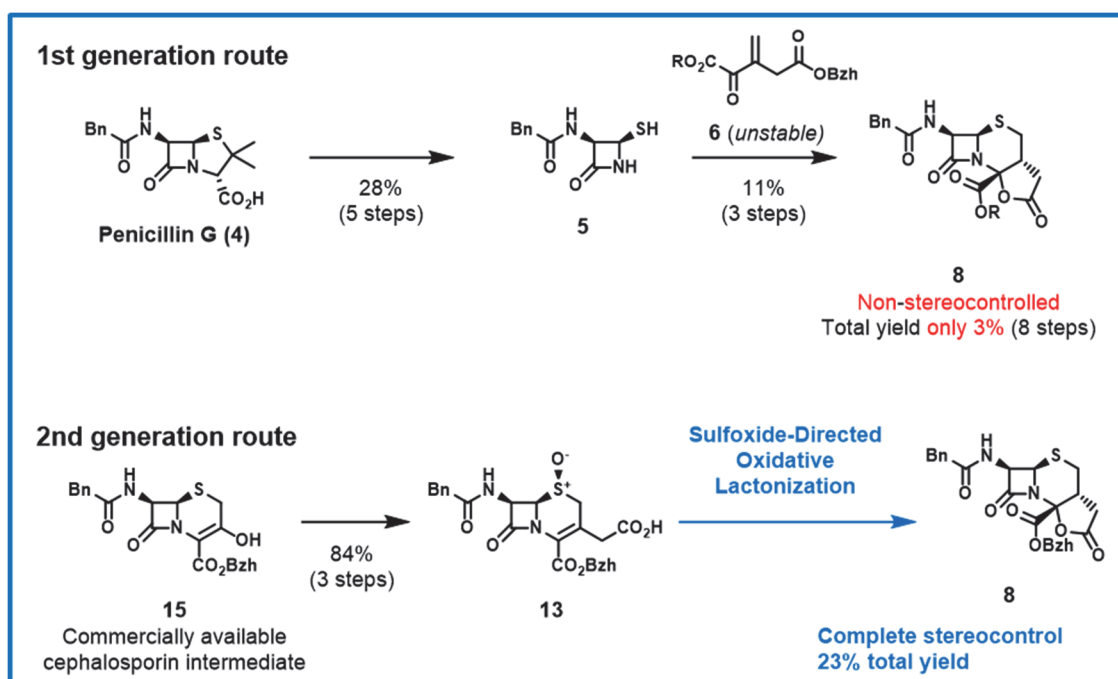 1st generation route
O
RO₂C
OBzh
O
6 (unstable)
H
Bn
N
S
O
N
O
CO₂H
Penicillin G (4)
28%
(5 steps)
H
Bn
N
SH
O
NH
O
5
11%
(3 steps)
H
Bn
N
S
O
N
O
O
O
OR
O
8
Non-stereocontrolled
Total yield only 3% (8 steps)
2nd generation route
H
Bn
N
S
O
N
O
OH
CO₂Bzh
15
Commercially available
cephalosporin intermediate
84%
(3 steps)
O⁻
H
Bn
N
S⁺
O
N
O
CO₂H
CO₂Bzh
13
Sulfoxide-Directed
Oxidative
Lactonization
H
Bn
N
S
O
N
O
O
O
OBzh
O
8
Complete stereocontrol
23% total yield